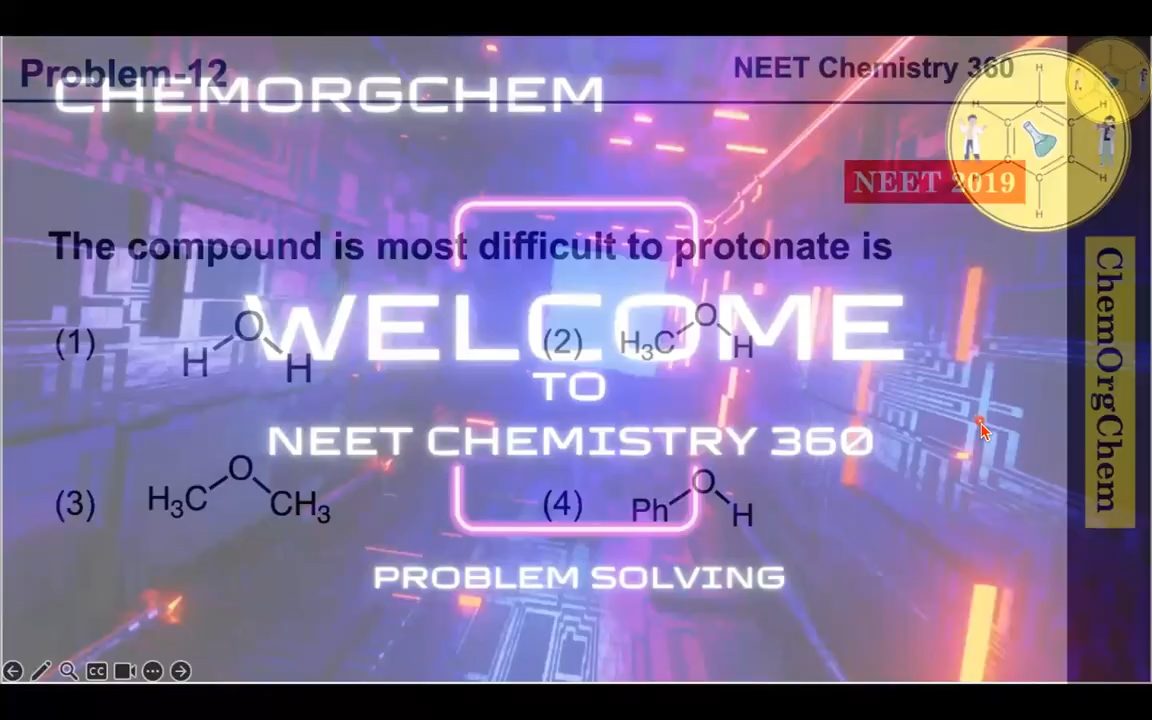 Problem-12
NEET Chemistry 360
CHEMORGCHEM
NEET 2019
The compound is most difficult to protonate is
WELCOME
(1) H O H
(2) H₃C O H
TO
NEET CHEMISTRY 360
(3) H₃C O CH₃
(4) Ph O H
PROBLEM SOLVING
ChemOrgChem
CC